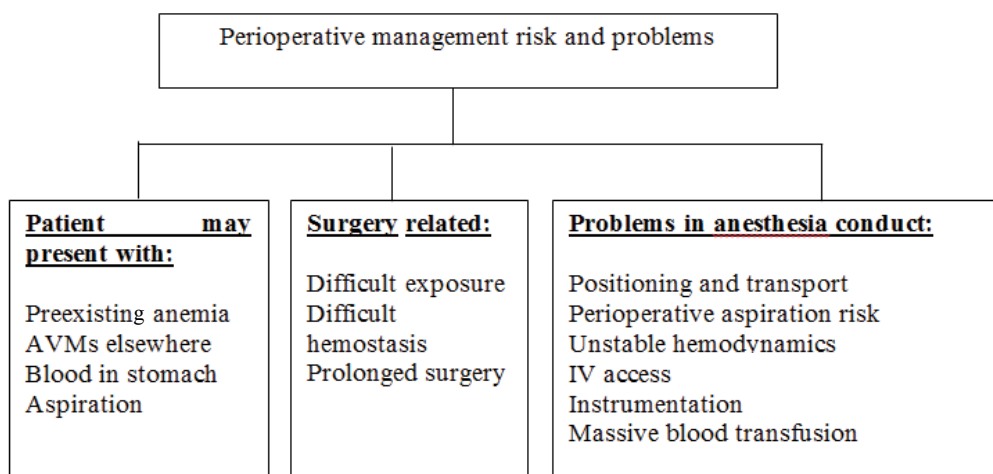 Perioperative management risk and problems
Patient may
present with:
Preexisting anemia
AVMs elsewhere
Blood in stomach
Aspiration
Surgery related:
Difficult exposure
Difficult
hemostasis
Prolonged surgery
Problems in anesthesia conduct:
Positioning and transport
Perioperative aspiration risk
Unstable hemodynamics
IV access
Instrumentation
Massive blood transfusion